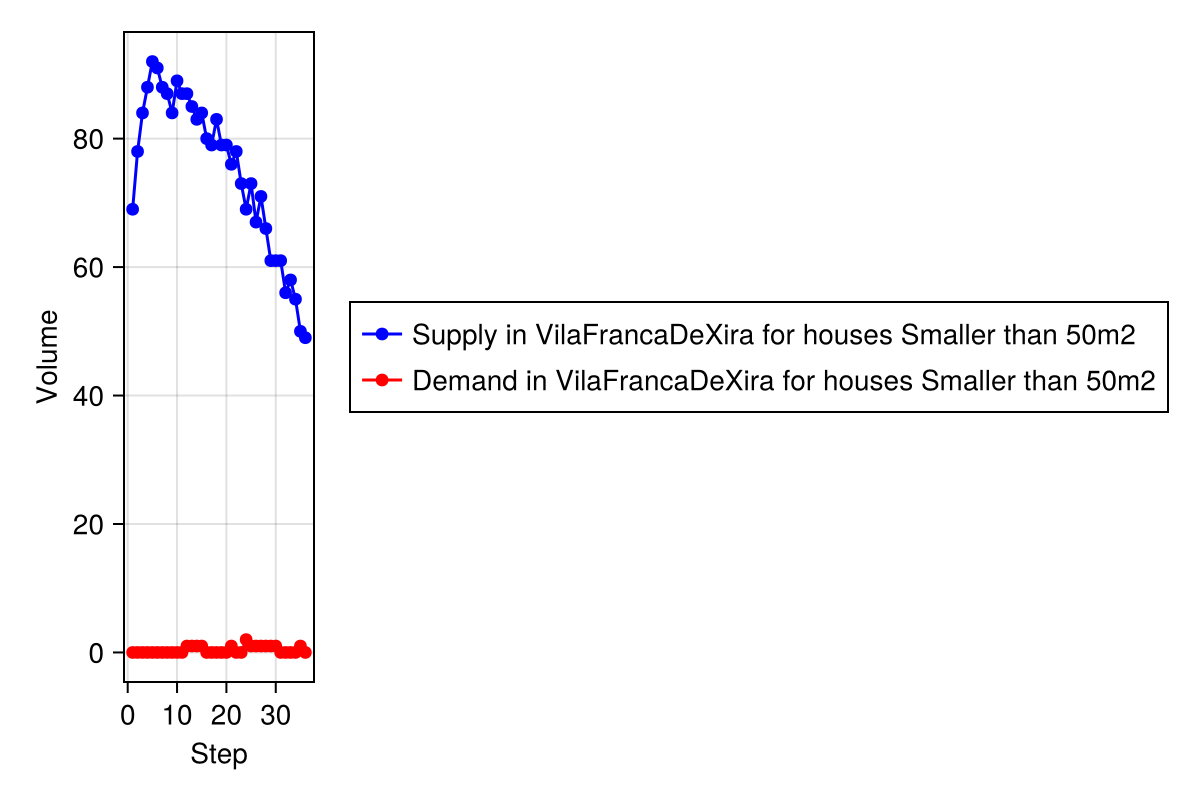 Volume
80
60
40
20
0
0 10 20 30
Step
Supply in VilaFrancaDeXira for houses Smaller than 50m2
Demand in VilaFrancaDeXira for houses Smaller than 50m2